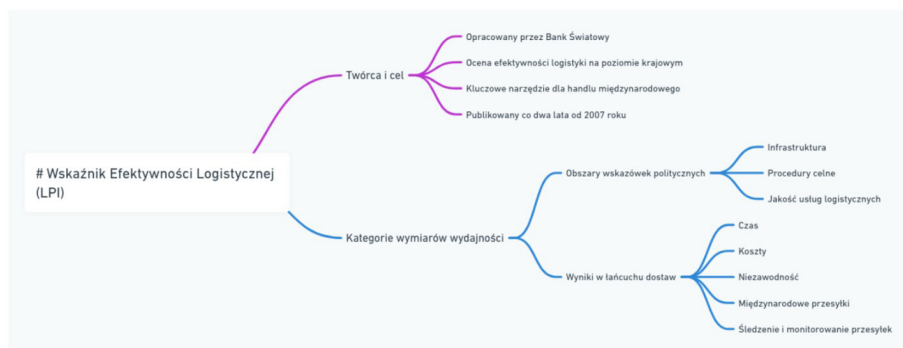 # Wskaźnik Efektywności Logistycznej
(LPI)
Twórca i cel
Opracowany przez Bank Światowy
Ocena efektywności logistyki na poziomie krajowym
Kluczowe narzędzie dla handlu międzynarodowego
Publikowany co dwa lata od 2007 roku
Kategorie wymiarów wydajności
Obszary wskazówek politycznych
Infrastruktura
Procedury celne
Jakość usług logistycznych
Wyniki w łańcuchu dostaw
Czas
Koszty
Niezawodność
Międzynarodowe przesyłki
Śledzenie i monitorowanie przesyłek